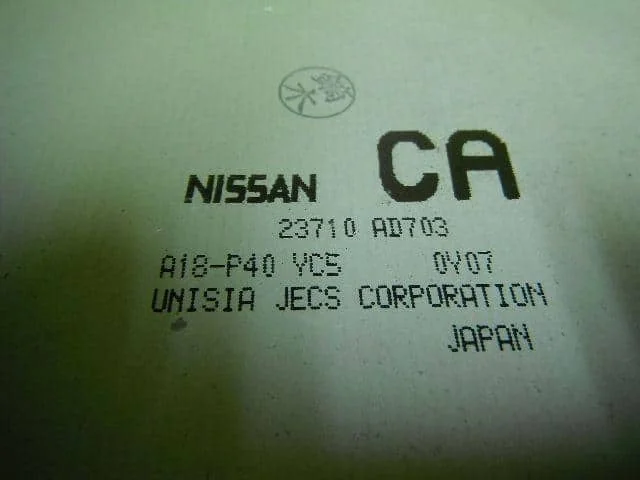 NISSAN CA
23710 AD703
A18-P40 YC5 0Y07
UNISIA JECS CORPORATION
JAPAN